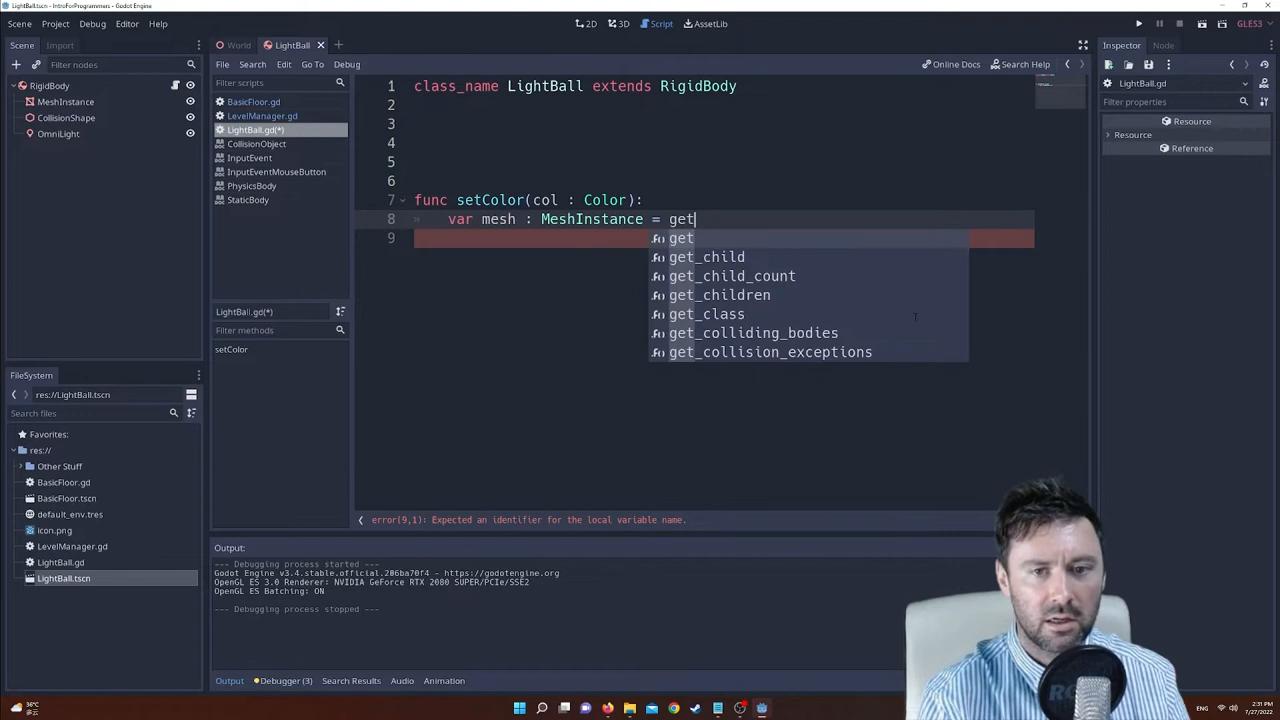 LightBall.tscn - IntroForProgrammers - Godot Engine
Scene Project Debug Editor Help
2D 3D Script AssetLib
GLES3
Scene Import
World LightBall
Inspector Node
Filter nodes
File Search Edit Go To Debug
Online Docs Search Help
RigidBody
MeshInstance
CollisionShape
OmniLight
Filter scripts
BasicFloor.gd
LevelManager.gd
LightBall.gd(*)
CollisionObject
InputEvent
InputEventMouseButton
PhysicsBody
StaticBody
LightBall.gd(*)
Filter methods
setColor
1 class_name LightBall extends RigidBody
2
3
4
5
6
7 func setColor(col : Color):
8 var mesh : MeshInstance = get
9
get
get_child
get_child_count
get_children
get_class
get_colliding_bodies
get_collision_exceptions
error(9,1): Expected an identifier for the local variable name.
LightBall.gd
Filter properties
Resource
Resource
Reference
FileSystem
res://LightBall.tscn
Search files
Favorites:
res://
Other Stuff
BasicFloor.gd
BasicFloor.tscn
default_env.tres
icon.png
LevelManager.gd
LightBall.gd
LightBall.tscn
Output:
--- Debugging process started ---
Godot Engine v3.4.stable.official.206ba70f4 - https://godotengine.org
OpenGL ES 3.0 Renderer: NVIDIA GeForce RTX 2080 SUPER/PCIe/SSE2
OpenGL ES Batching: ON
--- Debugging process stopped ---
Output Debugger (3) Search Results Audio Animation
36°C
多云
ENG
2:31 PM
7/27/2022